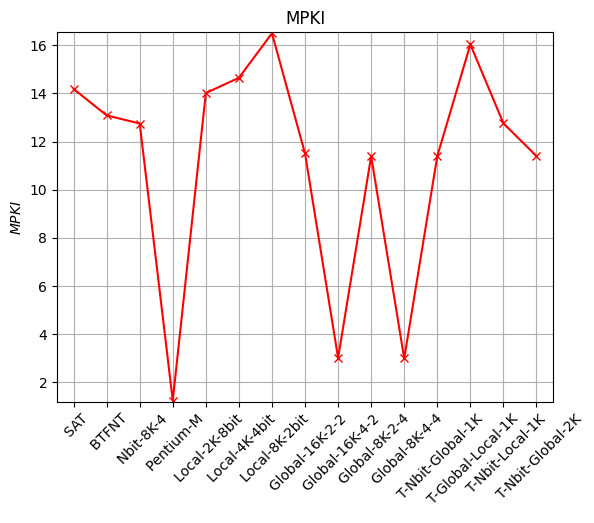 MPKI
MPKI
16
14
12
10
8
6
4
2
SAT
BTFNT
Nbit-8K-4
Pentium-M
Local-2K-8bit
Local-4K-4bit
Local-8K-2bit
Global-16K-2-2
Global-16K-4-2
Global-8K-2-4
Global-8K-4-4
T-Nbit-Global-1K
T-Global-Local-1K
T-Nbit-Local-1K
T-Nbit-Global-2K